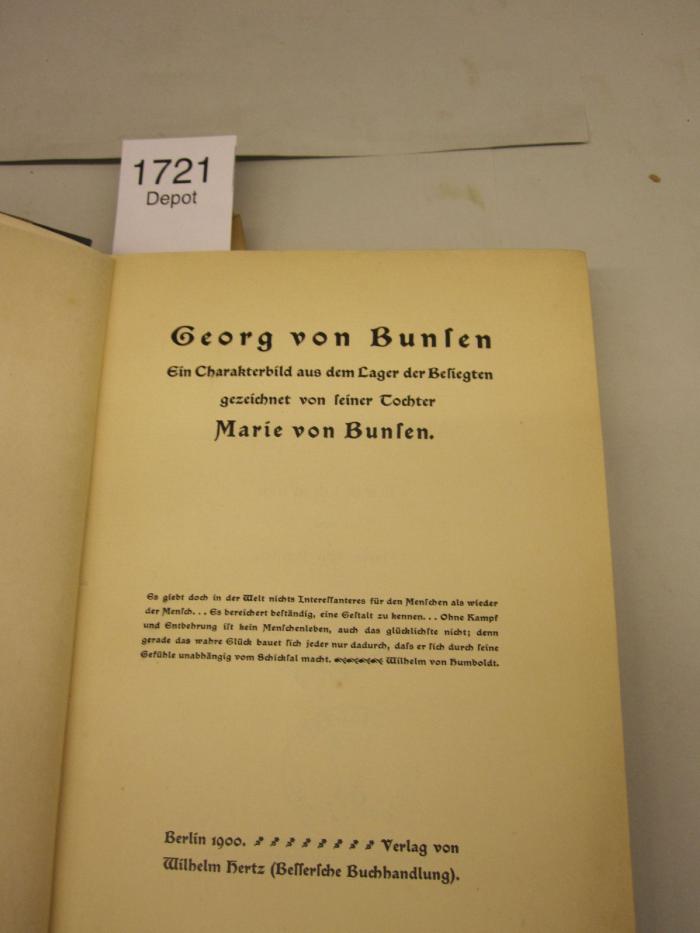 1721
Depot
Georg von Bunſen
Ein Charakterbild aus dem Lager der Beſiegten
gezeichnet von ſeiner Tochter
Marie von Bunſen.
Es giebt doch in der Welt nichts Intereſſanteres für den Menſchen als wieder
der Menſch... Es bereichert beſtändig, eine Geſtalt zu kennen... Ohne Kampf
und Entbehrung iſt kein Menſchenleben, auch das glücklichſte nicht; denn
gerade das wahre Glück bauet ſich jeder nur dadurch, daſs er ſich durch ſeine
Gefühle unabhängig vom Schickſal macht. Wilhelm von Humboldt.
Berlin 1900. Verlag von
Wilhelm Hertz (Beſſerſche Buchhandlung).